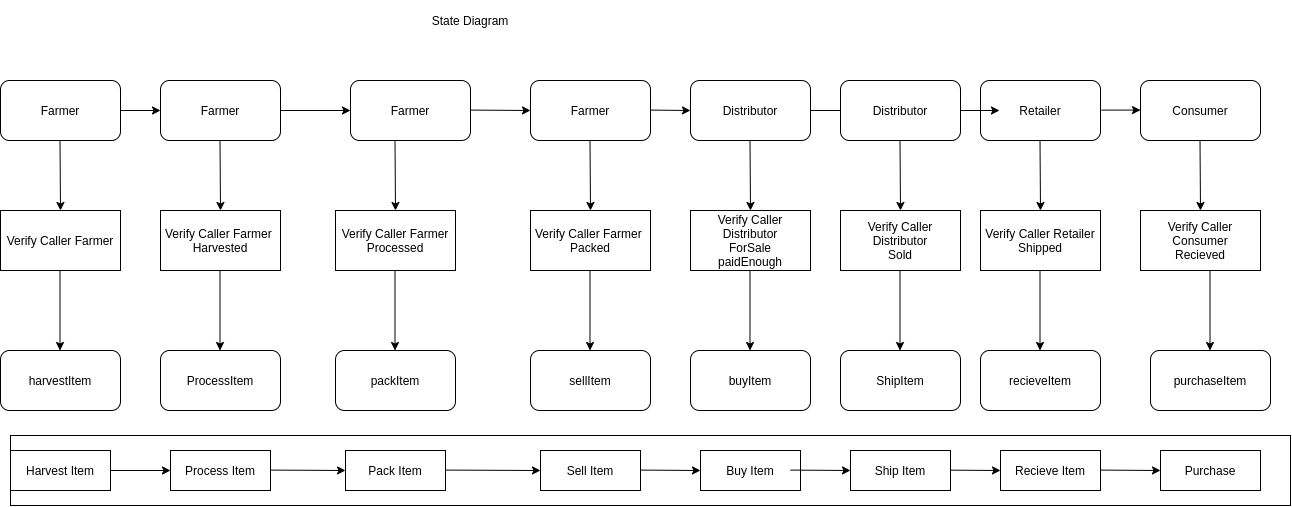 State Diagram
Farmer
Farmer
Farmer
Farmer
Distributor
Distributor
Retailer
Consumer
Verify Caller Farmer
Verify Caller Farmer
Harvested
Verify Caller Farmer
Processed
Verify Caller Farmer
Packed
Verify Caller
Distributor
ForSale
paidEnough
Verify Caller
Distributor
Sold
Verify Caller Retailer
Shipped
Verify Caller
Consumer
Recieved
harvestItem
ProcessItem
packItem
sellItem
buyItem
ShipItem
recieveItem
purchaseItem
Harvest Item
Process Item
Pack Item
Sell Item
Buy Item
Ship Item
Recieve Item
Purchase